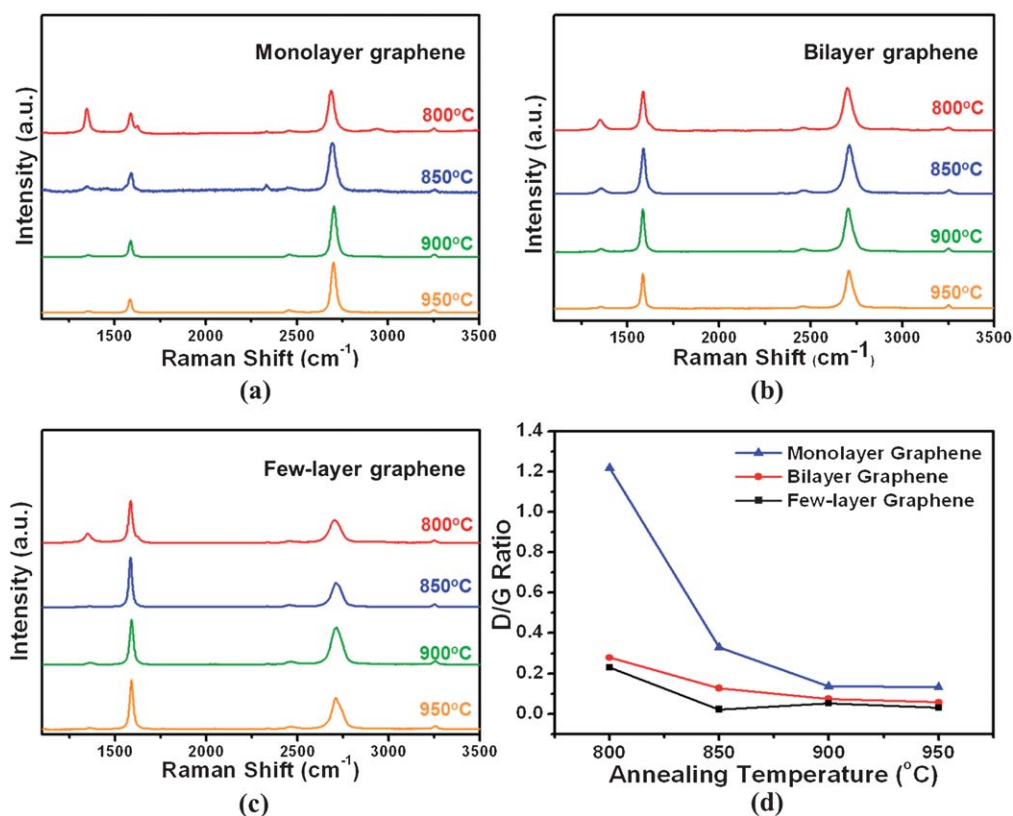 Monolayer graphene
800°C
850°C
900°C
950°C
Intensity (a.u.)
1500 2000 2500 3000 3500
Raman Shift (cm-1)
(a)
Bilayer graphene
800°C
850°C
900°C
950°C
Intensity (a.u.)
1500 2000 2500 3000 3500
Raman Shift (cm-1)
(b)
Few-layer graphene
800°C
850°C
900°C
950°C
Intensity (a.u.)
1500 2000 2500 3000 3500
Raman Shift (cm-1)
(c)
1.4
1.2
1.0
0.8
0.6
0.4
0.2
0.0
D/G Ratio
Monolayer Graphene
Bilayer Graphene
Few-layer Graphene
800 850 900 950
Annealing Temperature (°C)
(d)